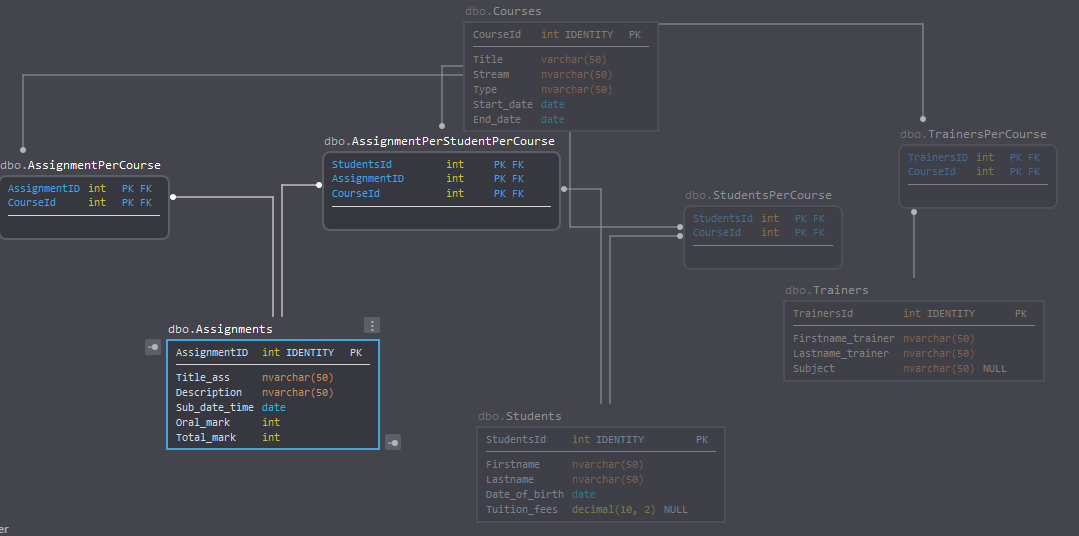 dbo.Courses
CourseId int IDENTITY PK
Title varchar(50)
Stream nvarchar(50)
Type nvarchar(50)
Start_date date
End_date date
dbo.AssignmentPerStudentPerCourse
StudentsId int PK FK
AssignmentID int PK FK
CourseId int PK FK
dbo.TrainersPerCourse
TrainersID int PK FK
CourseId int PK FK
dbo.AssignmentPerCourse
AssignmentID int PK FK
CourseId int PK FK
dbo.StudentsPerCourse
StudentsId int PK FK
CourseId int PK FK
dbo.Trainers
TrainersId int IDENTITY PK
Firstname_trainer nvarchar(50)
Lastname_trainer nvarchar(50)
Subject nvarchar(50) NULL
dbo.Assignments
AssignmentID int IDENTITY PK
Title_ass nvarchar(50)
Description nvarchar(50)
Sub_date_time date
Oral_mark int
Total_mark int
dbo.Students
StudentsId int IDENTITY PK
Firstname nvarchar(50)
Lastname nvarchar(50)
Date_of_birth date
Tuition_fees decimal(10, 2) NULL
er